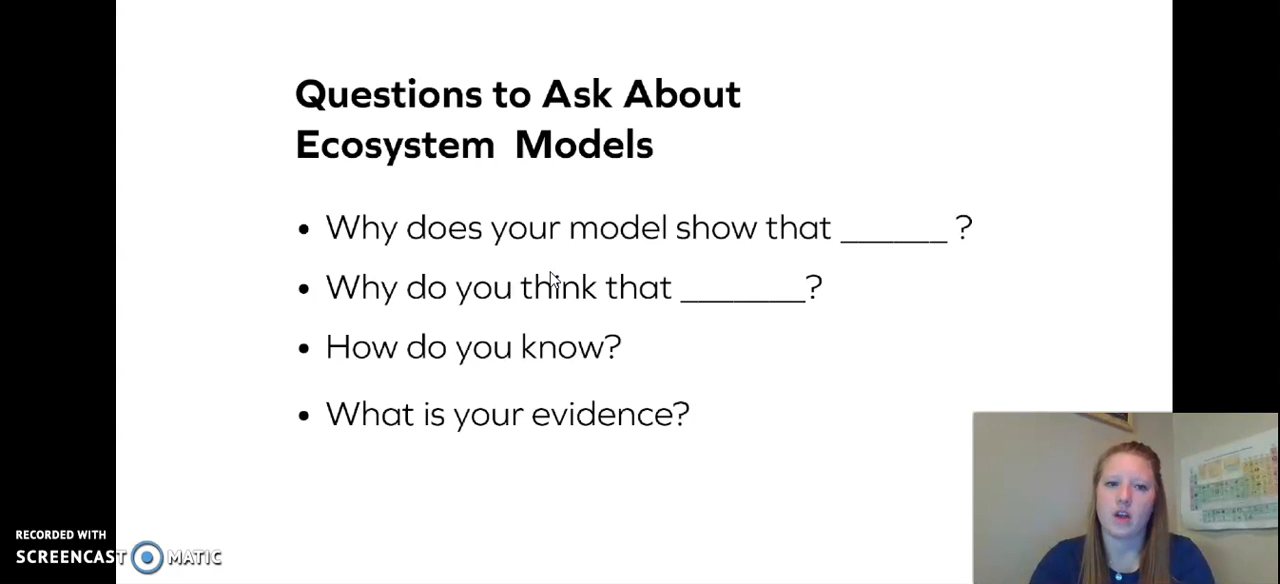 Questions to Ask About
Ecosystem Models
• Why does your model show that ______ ?
• Why do you think that _______?
• How do you know?
• What is your evidence?
RECORDED WITH
SCREENCAST MATIC